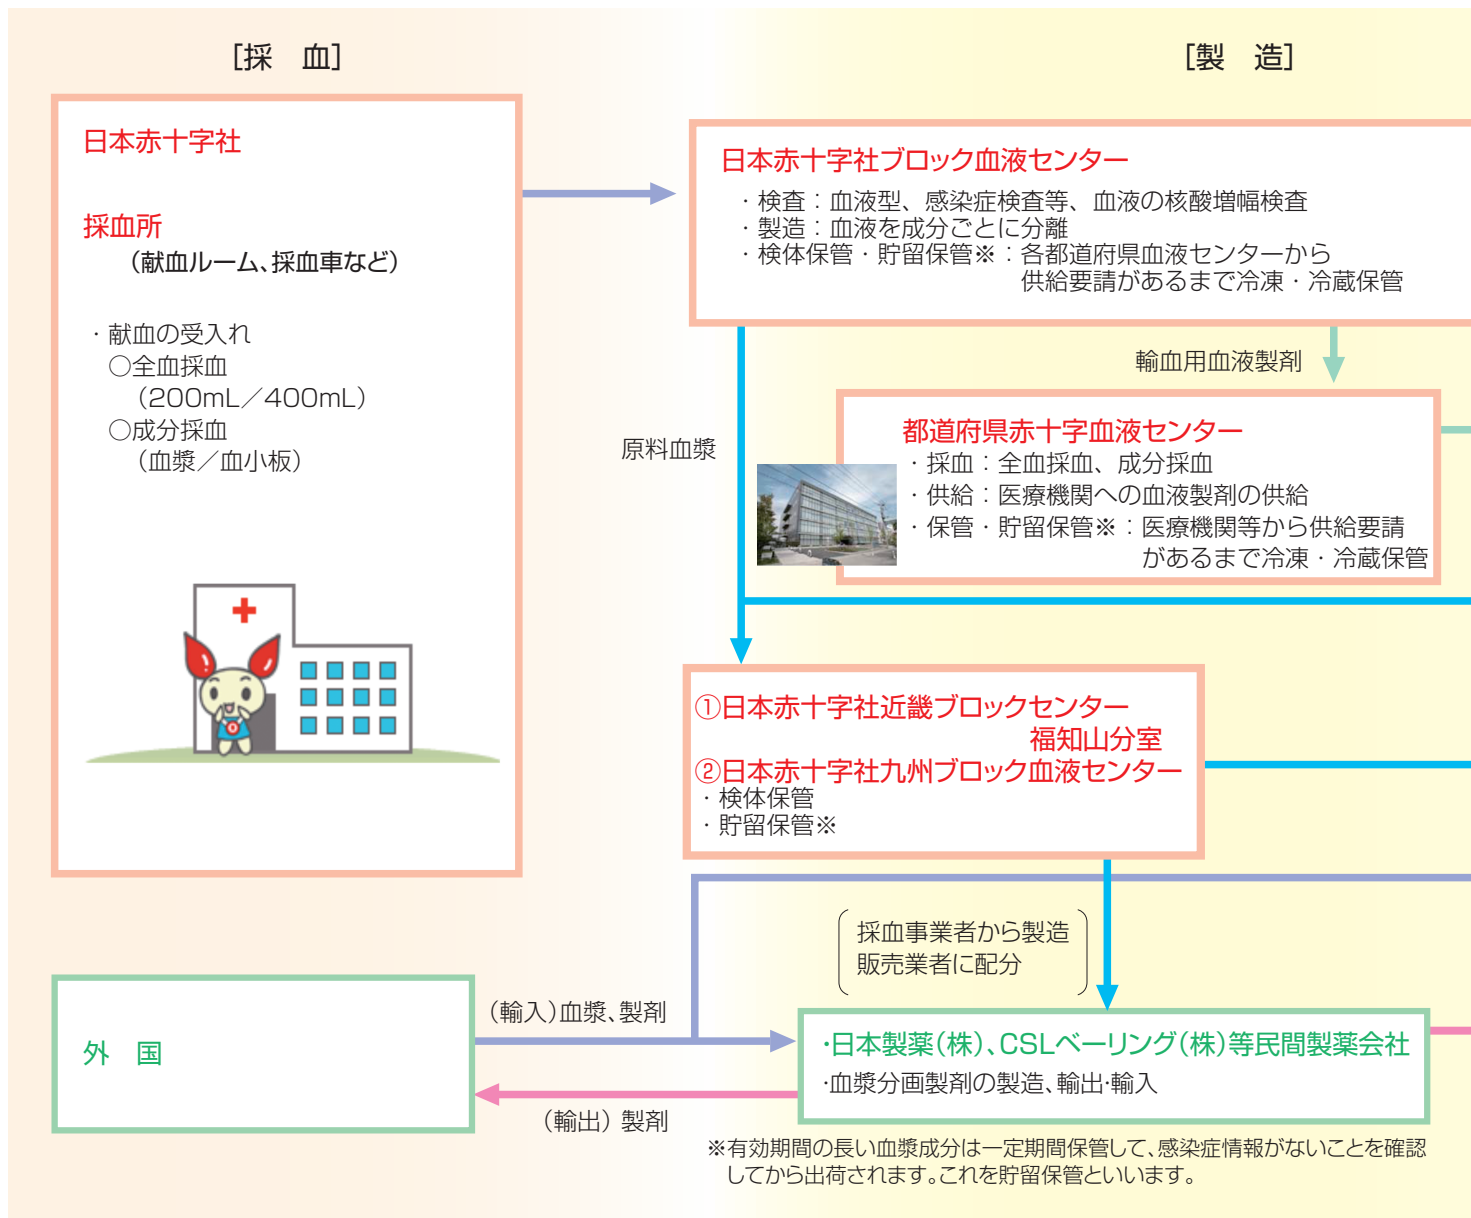 [採　血]
[製　造]
日本赤十字社
採血所
（献血ルーム、採血車など）
・献血の受入れ
○全血採血
（200mL／400mL）
○成分採血
（血漿／血小板）
日本赤十字社ブロック血液センター
・検査：血液型、感染症検査等、血液の核酸増幅検査
・製造：血液を成分ごとに分離
・検体保管・貯留保管※：各都道府県血液センターから
供給要請があるまで冷凍・冷蔵保管
輸血用血液製剤
原料血漿
都道府県赤十字血液センター
・採血：全血採血、成分採血
・供給：医療機関への血液製剤の供給
・保管・貯留保管※：医療機関等から供給要請
があるまで冷凍・冷蔵保管
①日本赤十字社近畿ブロックセンター
福知山分室
②日本赤十字社九州ブロック血液センター
・検体保管
・貯留保管※
採血事業者から製造
販売業者に配分
外　国
（輸入）血漿、製剤
（輸出）製剤
・日本製薬（株）、CSLベーリング（株）等民間製薬会社
・血漿分画製剤の製造、輸出・輸入
※有効期間の長い血漿成分は一定期間保管して、感染症情報がないことを確認
してから出荷されます。これを貯留保管といいます。